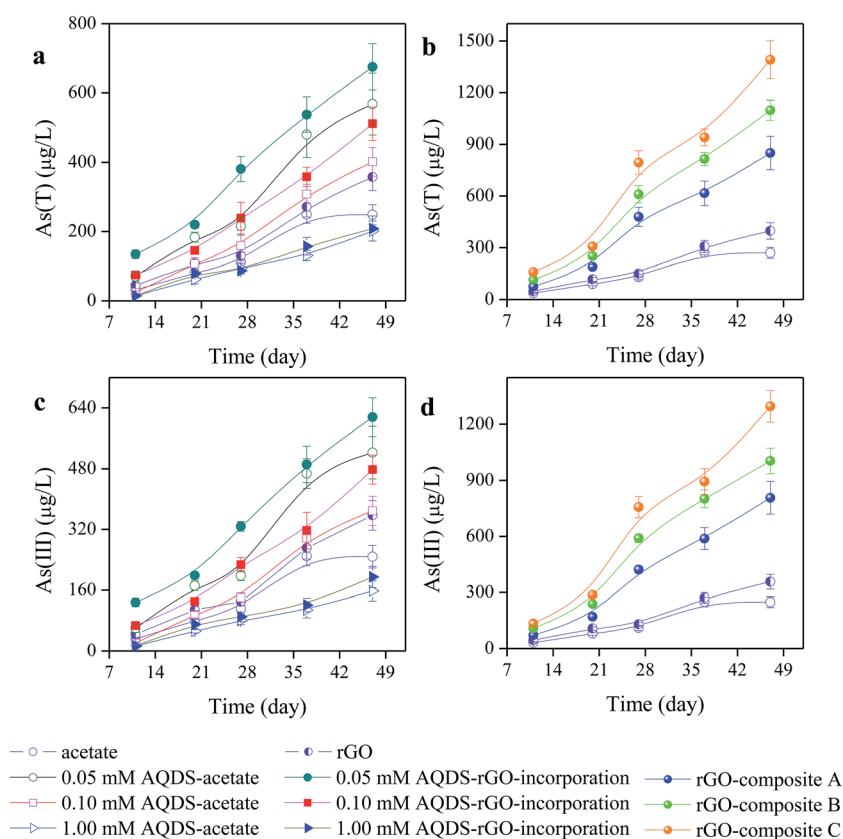 a
As(T) (μg/L)
800
600
400
200
0
7 14 21 28 35 42 49
Time (day)
b
As(T) (μg/L)
1500
1200
900
600
300
0
7 14 21 28 35 42 49
Time (day)
c
As(III) (μg/L)
640
480
320
160
0
7 14 21 28 35 42 49
Time (day)
d
As(III) (μg/L)
1200
900
600
300
0
7 14 21 28 35 42 49
Time (day)
acetate
0.05 mM AQDS-acetate
0.10 mM AQDS-acetate
1.00 mM AQDS-acetate
rGO
0.05 mM AQDS-rGO-incorporation
0.10 mM AQDS-rGO-incorporation
1.00 mM AQDS-rGO-incorporation
rGO-composite A
rGO-composite B
rGO-composite C